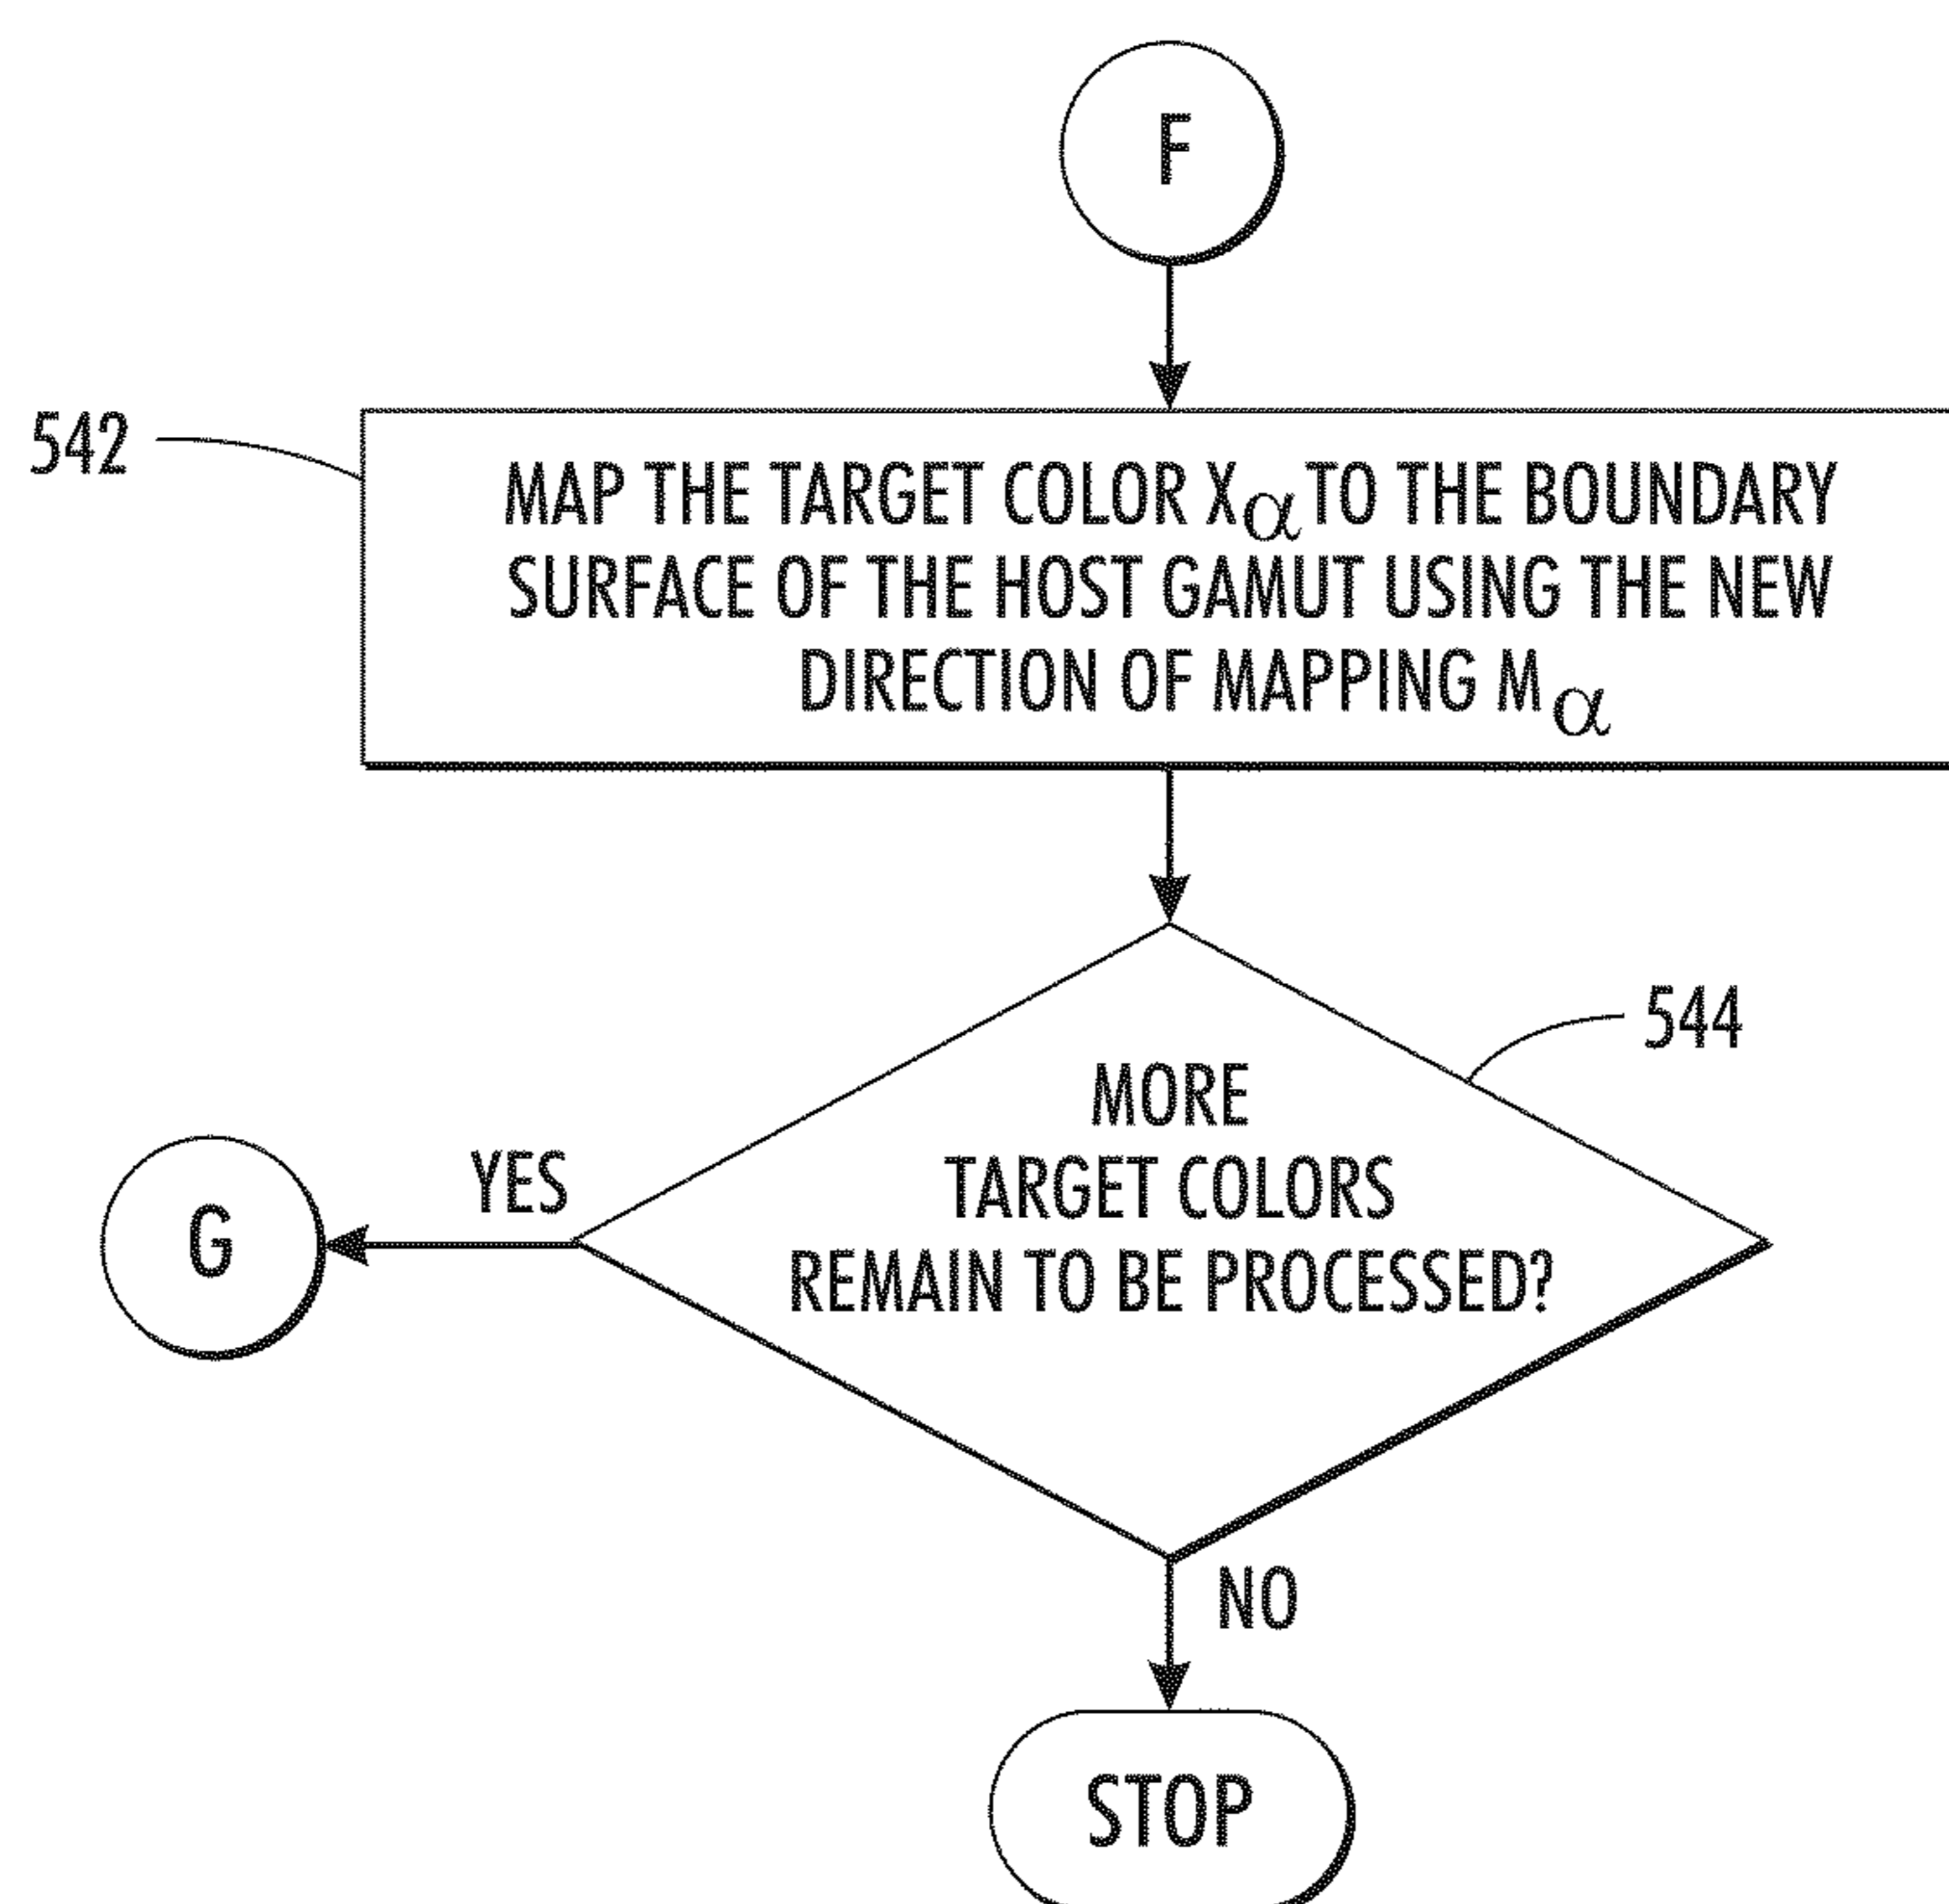 F
542
MAP THE TARGET COLOR Xα TO THE BOUNDARY
SURFACE OF THE HOST GAMUT USING THE NEW
DIRECTION OF MAPPING Mα
544
MORE
TARGET COLORS
REMAIN TO BE PROCESSED?
YES
G
NO
STOP